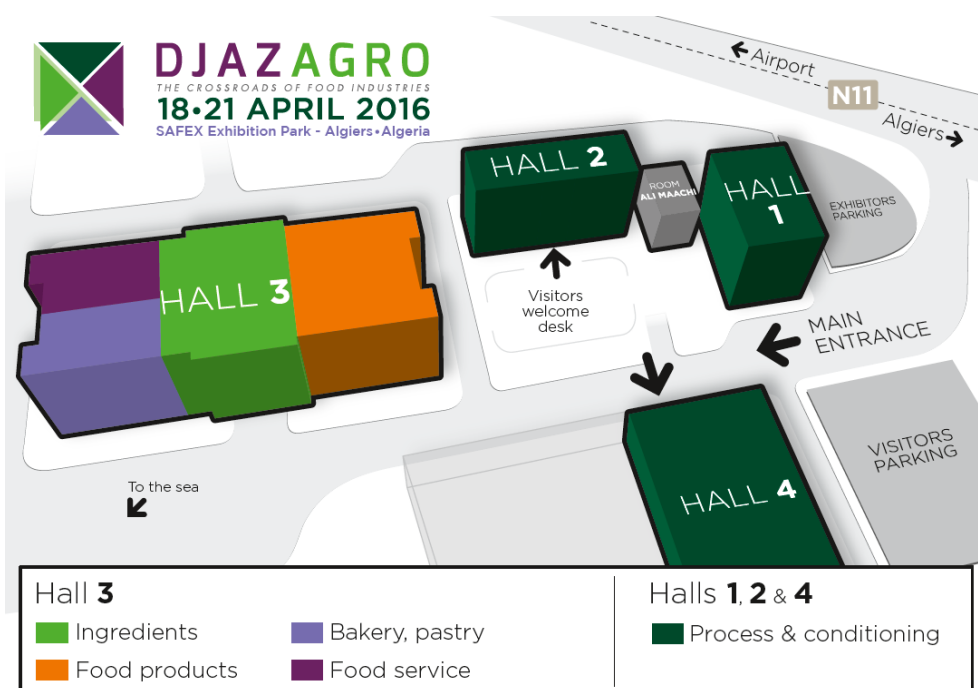 DJAZAGRO
THE CROSSROADS OF FOOD INDUSTRIES
18•21 APRIL 2016
SAFEX Exhibition Park - Algiers•Algeria
Airport
N11
Algiers
HALL 2
ROOM
ALI MAACHI
HALL
1
EXHIBITORS
PARKING
HALL 3
Visitors
welcome
desk
MAIN
ENTRANCE
VISITORS
PARKING
HALL 4
To the sea
Hall 3
Ingredients
Bakery, pastry
Food products
Food service
Halls 1, 2 & 4
Process & conditioning